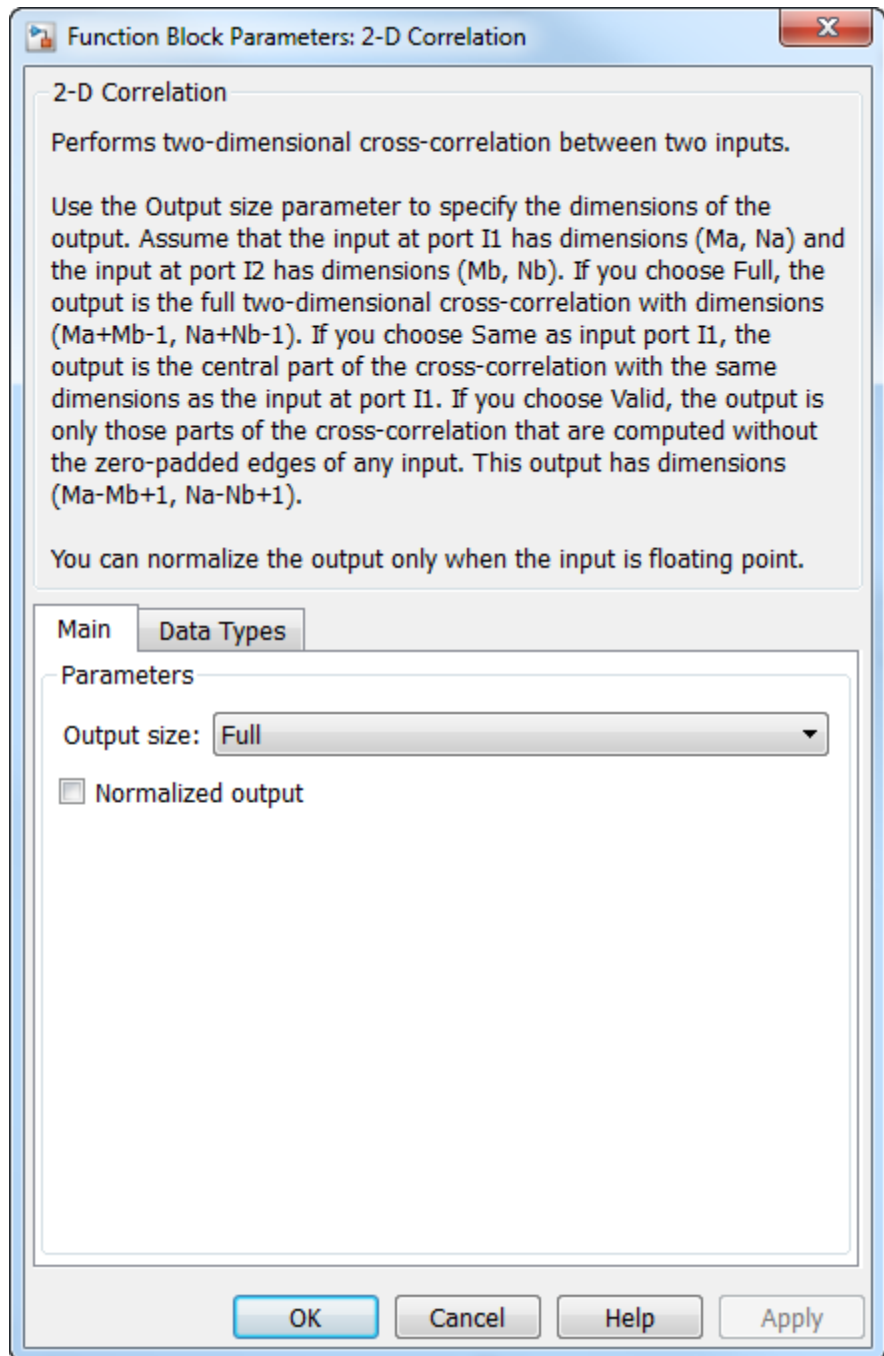 Function Block Parameters: 2-D Correlation
2-D Correlation
Performs two-dimensional cross-correlation between two inputs.
Use the Output size parameter to specify the dimensions of the
output. Assume that the input at port I1 has dimensions (Ma, Na) and
the input at port I2 has dimensions (Mb, Nb). If you choose Full, the
output is the full two-dimensional cross-correlation with dimensions
(Ma+Mb-1, Na+Nb-1). If you choose Same as input port I1, the
output is the central part of the cross-correlation with the same
dimensions as the input at port I1. If you choose Valid, the output is
only those parts of the cross-correlation that are computed without
the zero-padded edges of any input. This output has dimensions
(Ma-Mb+1, Na-Nb+1).
You can normalize the output only when the input is floating point.
Main Data Types
Parameters
Output size: Full
Normalized output
OK Cancel Help Apply